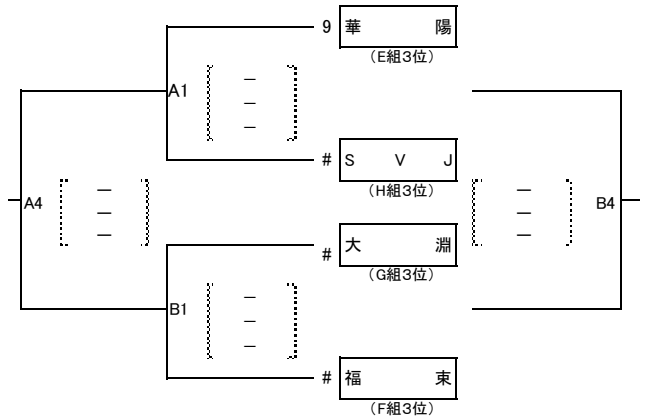 9 華 陽
(E組3位)
A1
－
－
－
# S V J
(H組3位)
A4
－
－
－
B4
－
－
－
# 大 淵
(G組3位)
B1
－
－
－
# 福 東
(F組3位)